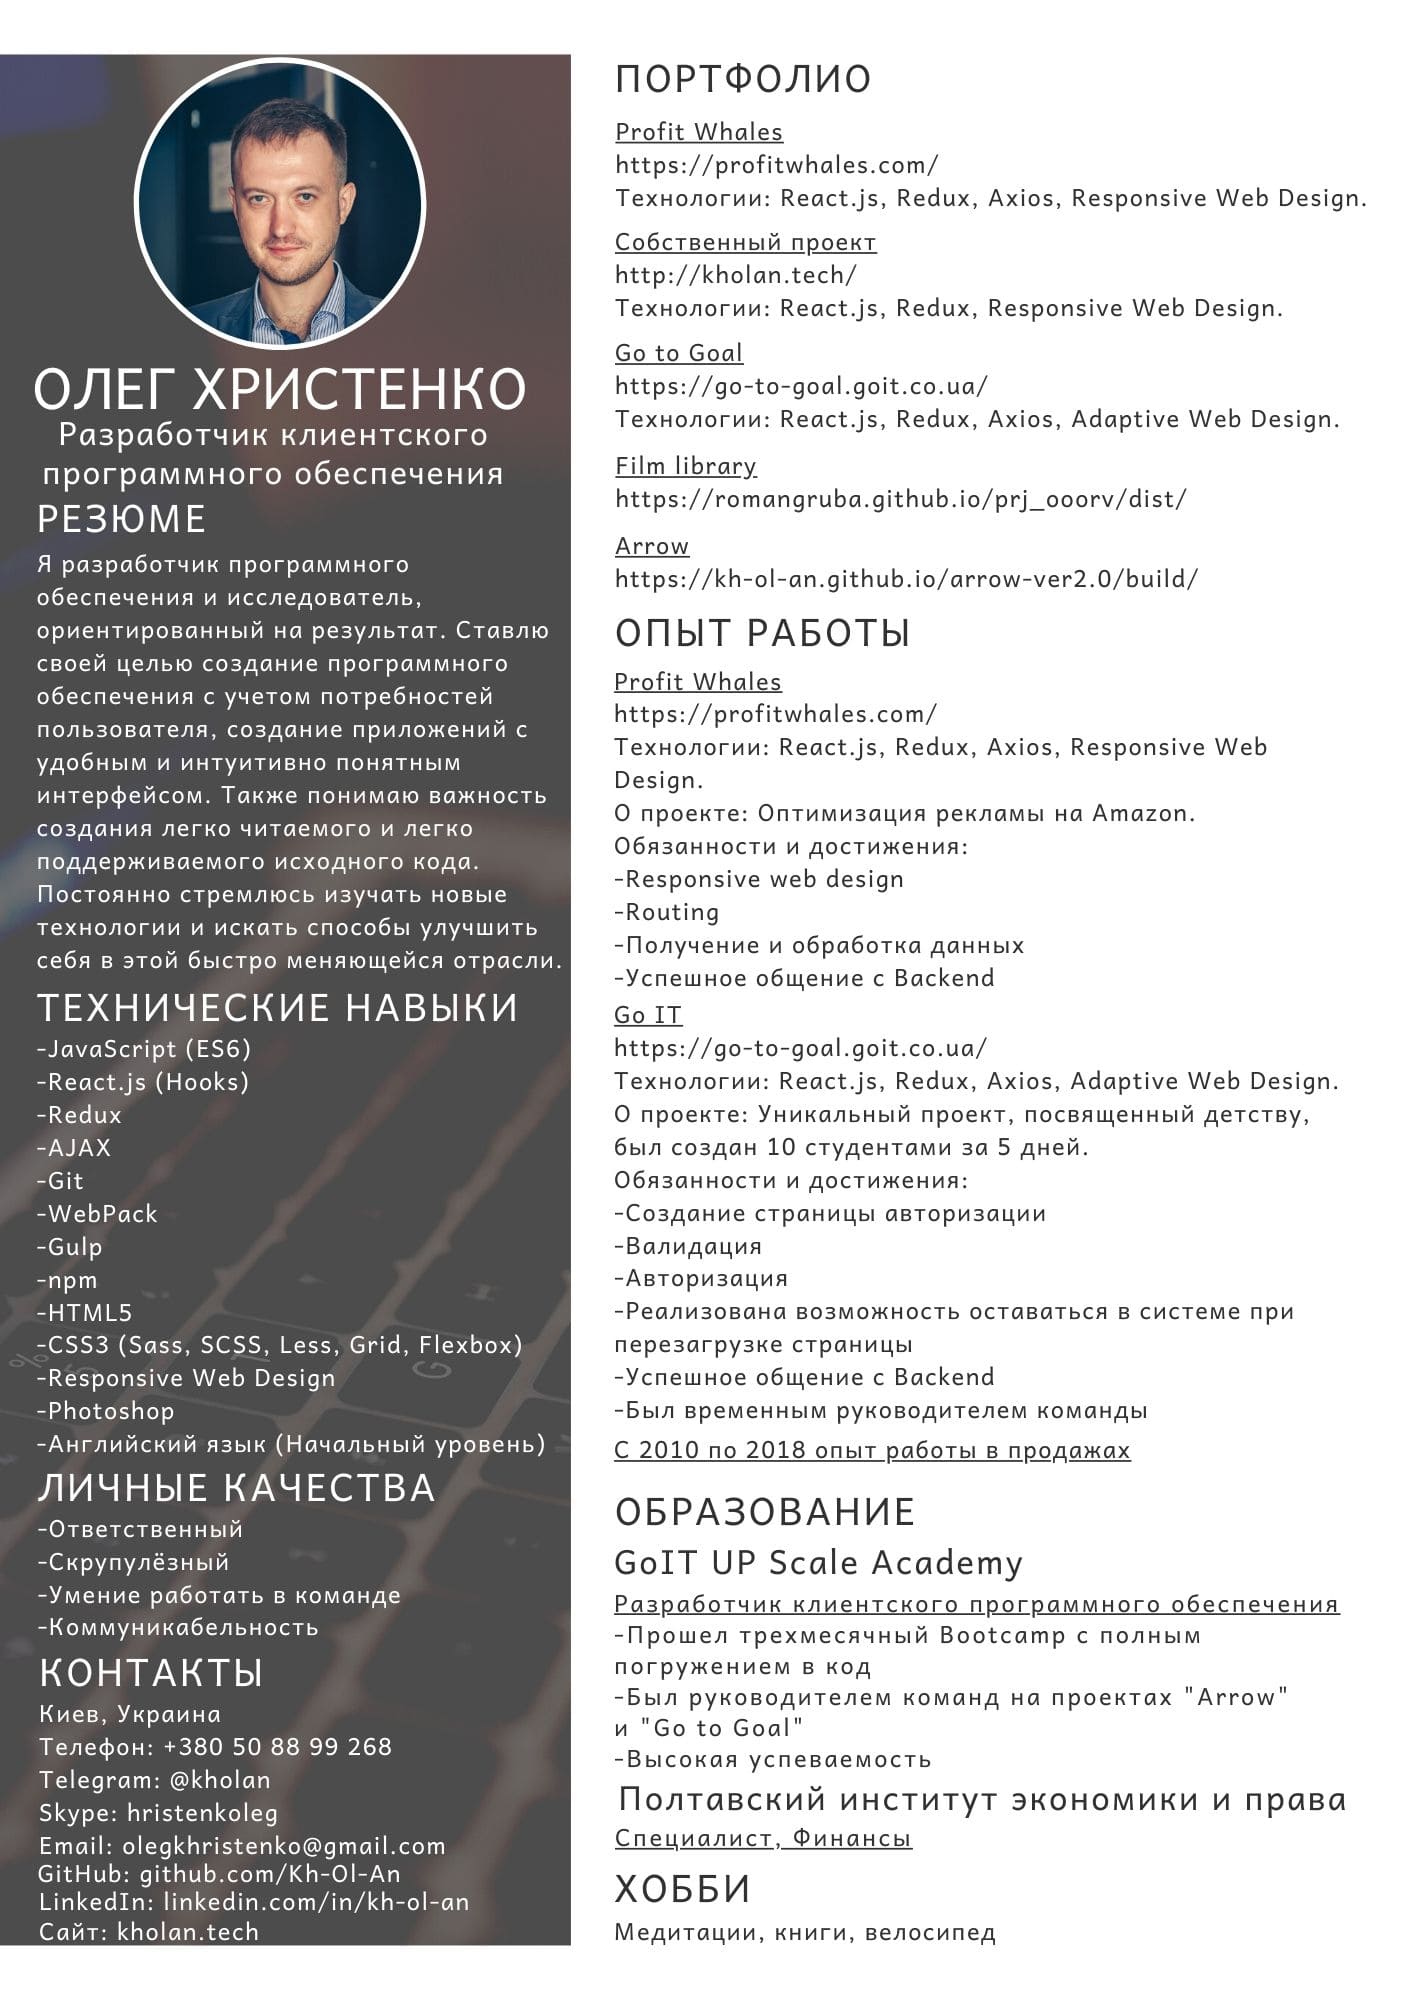 ОЛЕГ ХРИСТЕНКО
Разработчик клиентского
программного обеспечения
РЕЗЮМЕ
Я разработчик программного
обеспечения и исследователь,
ориентированный на результат. Ставлю
своей целью создание программного
обеспечения с учетом потребностей
пользователя, создание приложений с
удобным и интуитивно понятным
интерфейсом. Также понимаю важность
создания легко читаемого и легко
поддерживаемого исходного кода.
Постоянно стремлюсь изучать новые
технологии и искать способы улучшить
себя в этой быстро меняющейся отрасли.
ТЕХНИЧЕСКИЕ НАВЫКИ
-JavaScript (ES6)
-React.js (Hooks)
-Redux
-AJAX
-Git
-WebPack
-Gulp
-npm
-HTML5
-CSS3 (Sass, SCSS, Less, Grid, Flexbox)
-Responsive Web Design
-Photoshop
-Английский язык (Начальный уровень)
ЛИЧНЫЕ КАЧЕСТВА
-Ответственный
-Скрупулёзный
-Умение работать в команде
-Коммуникабельность
КОНТАКТЫ
Киев, Украина
Телефон: +380 50 88 99 268
Telegram: @kholan
Skype: hristenkoleg
Email: olegkhristenko@gmail.com
GitHub: github.com/Kh-Ol-An
LinkedIn: linkedin.com/in/kh-ol-an
Сайт: kholan.tech
ПОРТФОЛИО
Profit Whales
https://profitwhales.com/
Технологии: React.js, Redux, Axios, Responsive Web Design.
Собственный проект
http://kholan.tech/
Технологии: React.js, Redux, Responsive Web Design.
Go to Goal
https://go-to-goal.goit.co.ua/
Технологии: React.js, Redux, Axios, Adaptive Web Design.
Film library
https://romangruba.github.io/prj_ooorv/dist/
Arrow
https://kh-ol-an.github.io/arrow-ver2.0/build/
ОПЫТ РАБОТЫ
Profit Whales
https://profitwhales.com/
Технологии: React.js, Redux, Axios, Responsive Web
Design.
О проекте: Оптимизация рекламы на Amazon.
Обязанности и достижения:
-Responsive web design
-Routing
-Получение и обработка данных
-Успешное общение с Backend
Go IT
https://go-to-goal.goit.co.ua/
Технологии: React.js, Redux, Axios, Adaptive Web Design.
О проекте: Уникальный проект, посвященный детству,
был создан 10 студентами за 5 дней.
Обязанности и достижения:
-Создание страницы авторизации
-Валидация
-Авторизация
-Реализована возможность оставаться в системе при
перезагрузке страницы
-Успешное общение с Backend
-Был временным руководителем команды
С 2010 по 2018 опыт работы в продажах
ОБРАЗОВАНИЕ
GoIT UP Scale Academy
Разработчик клиентского программного обеспечения
-Прошел трехмесячный Bootcamp с полным
погружением в код
-Был руководителем команд на проектах "Arrow"
и "Go to Goal"
-Высокая успеваемость
Полтавский институт экономики и права
Специалист, Финансы
ХОББИ
Медитации, книги, велосипед